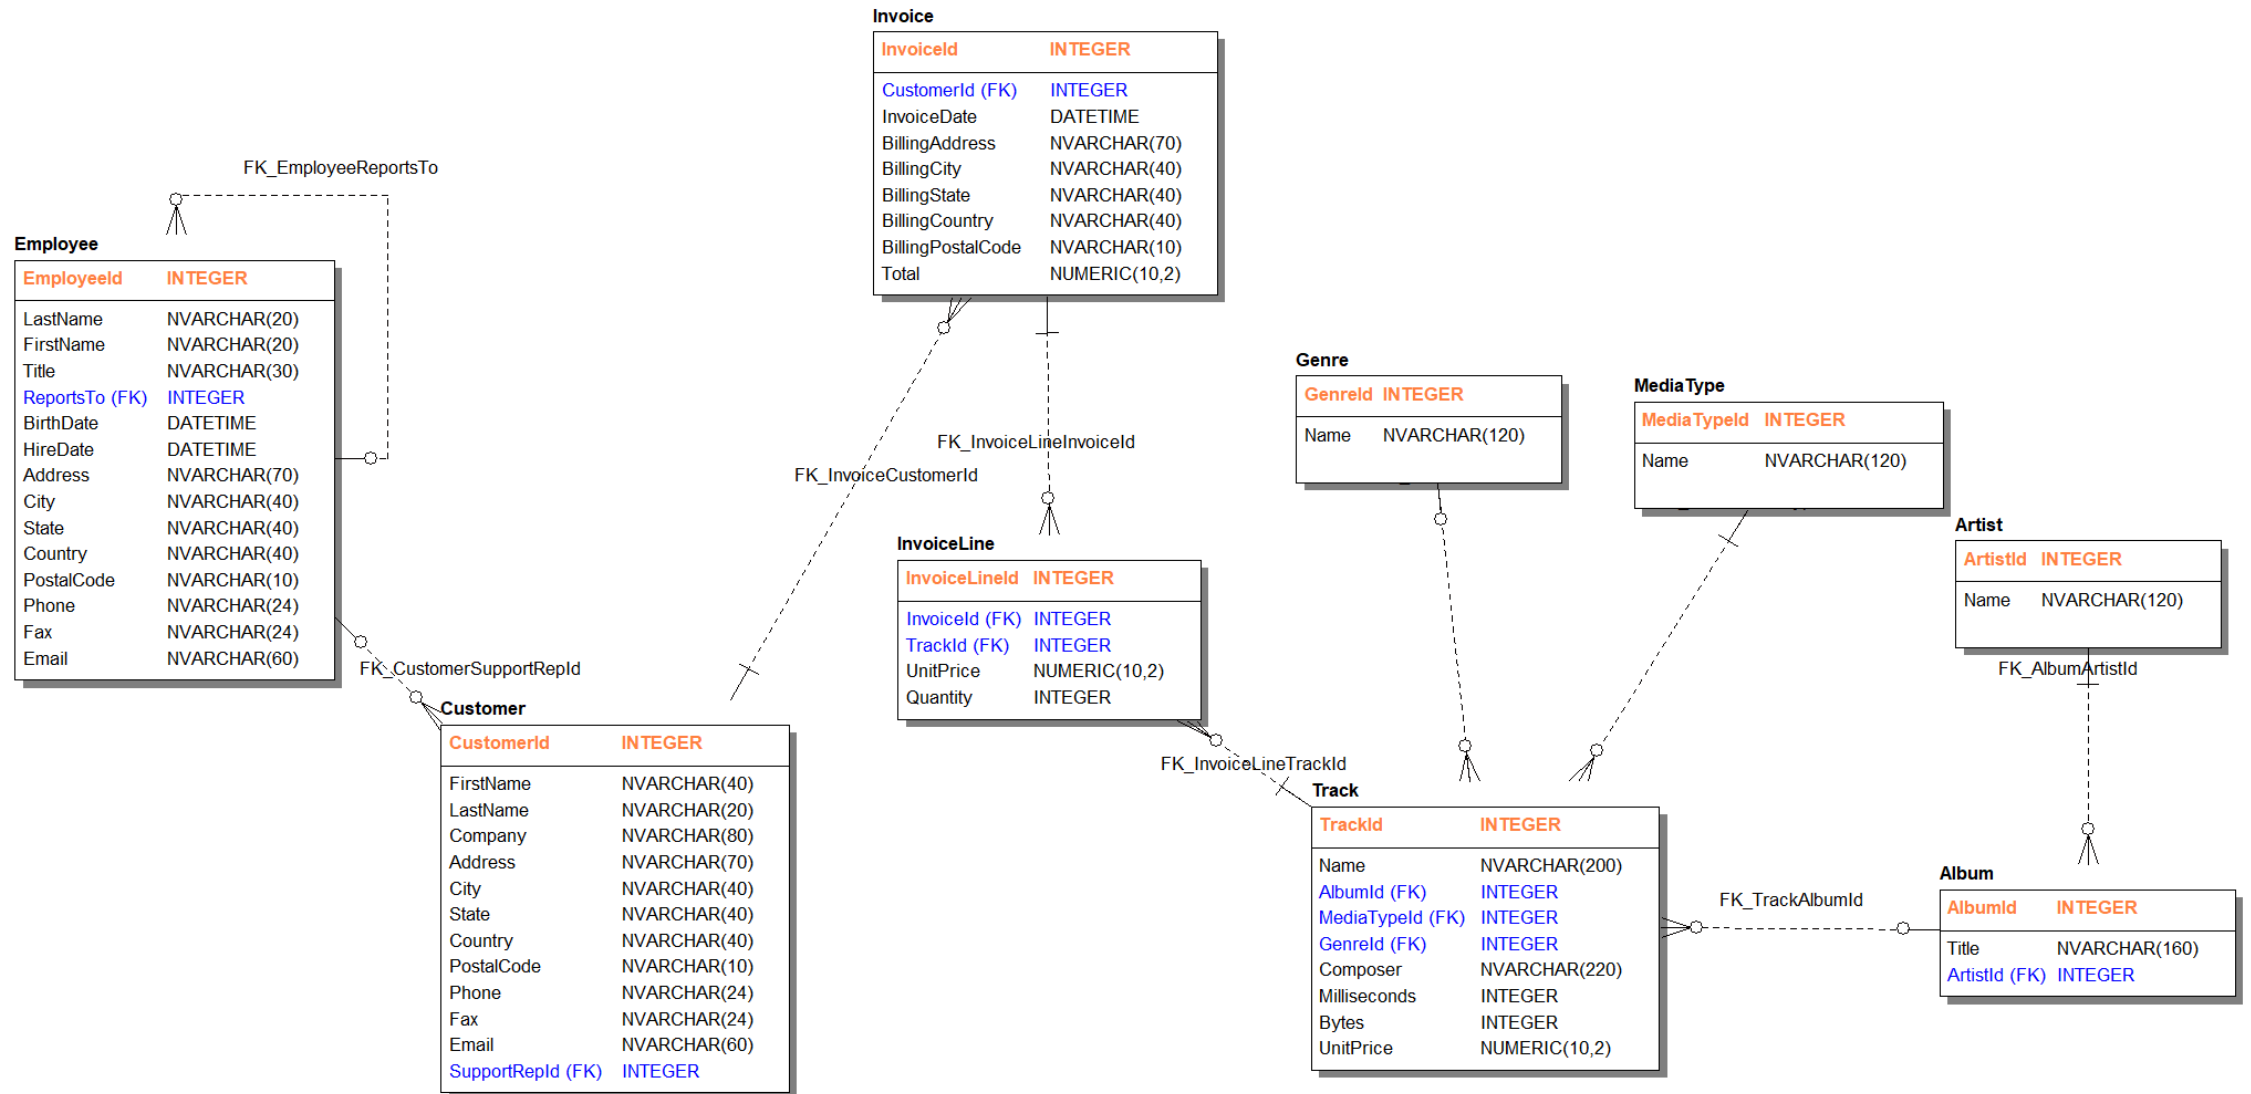 Invoice
InvoiceId INTEGER
CustomerId (FK) INTEGER
InvoiceDate DATETIME
BillingAddress NVARCHAR(70)
BillingCity NVARCHAR(40)
BillingState NVARCHAR(40)
BillingCountry NVARCHAR(40)
BillingPostalCode NVARCHAR(10)
Total NUMERIC(10,2)
FK_EmployeeReportsTo
Employee
EmployeeId INTEGER
LastName NVARCHAR(20)
FirstName NVARCHAR(20)
Title NVARCHAR(30)
ReportsTo (FK) INTEGER
BirthDate DATETIME
HireDate DATETIME
Address NVARCHAR(70)
City NVARCHAR(40)
State NVARCHAR(40)
Country NVARCHAR(40)
PostalCode NVARCHAR(10)
Phone NVARCHAR(24)
Fax NVARCHAR(24)
Email NVARCHAR(60)
FK_CustomerSupportRepId
FK_InvoiceCustomerId
FK_InvoiceLineInvoiceId
Customer
CustomerId INTEGER
FirstName NVARCHAR(40)
LastName NVARCHAR(20)
Company NVARCHAR(80)
Address NVARCHAR(70)
City NVARCHAR(40)
State NVARCHAR(40)
Country NVARCHAR(40)
PostalCode NVARCHAR(10)
Phone NVARCHAR(24)
Fax NVARCHAR(24)
Email NVARCHAR(60)
SupportRepId (FK) INTEGER
InvoiceLine
InvoiceLineId INTEGER
InvoiceId (FK) INTEGER
TrackId (FK) INTEGER
UnitPrice NUMERIC(10,2)
Quantity INTEGER
FK_InvoiceLineTrackId
Genre
GenreId INTEGER
Name NVARCHAR(120)
MediaType
MediaTypeId INTEGER
Name NVARCHAR(120)
Artist
ArtistId INTEGER
Name NVARCHAR(120)
FK_AlbumArtistId
Track
TrackId INTEGER
Name NVARCHAR(200)
AlbumId (FK) INTEGER
MediaTypeId (FK) INTEGER
GenreId (FK) INTEGER
Composer NVARCHAR(220)
Milliseconds INTEGER
Bytes INTEGER
UnitPrice NUMERIC(10,2)
FK_TrackAlbumId
Album
AlbumId INTEGER
Title NVARCHAR(160)
ArtistId (FK) INTEGER